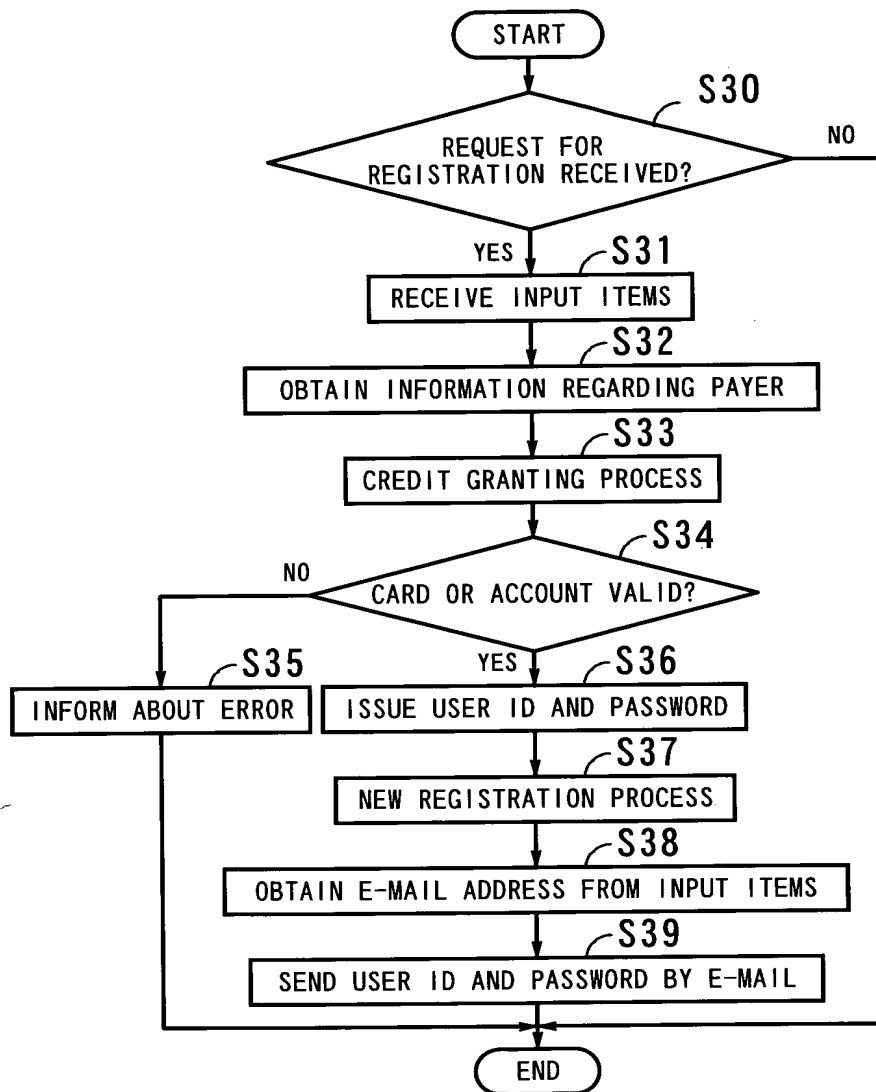 START
S30
NO
REQUEST FOR
REGISTRATION RECEIVED?
YES
S31
RECEIVE INPUT ITEMS
S32
OBTAIN INFORMATION REGARDING PAYER
S33
CREDIT GRANTING PROCESS
S34
NO
CARD OR ACCOUNT VALID?
YES
S35
INFORM ABOUT ERROR
S36
ISSUE USER ID AND PASSWORD
S37
NEW REGISTRATION PROCESS
S38
OBTAIN E-MAIL ADDRESS FROM INPUT ITEMS
S39
SEND USER ID AND PASSWORD BY E-MAIL
END